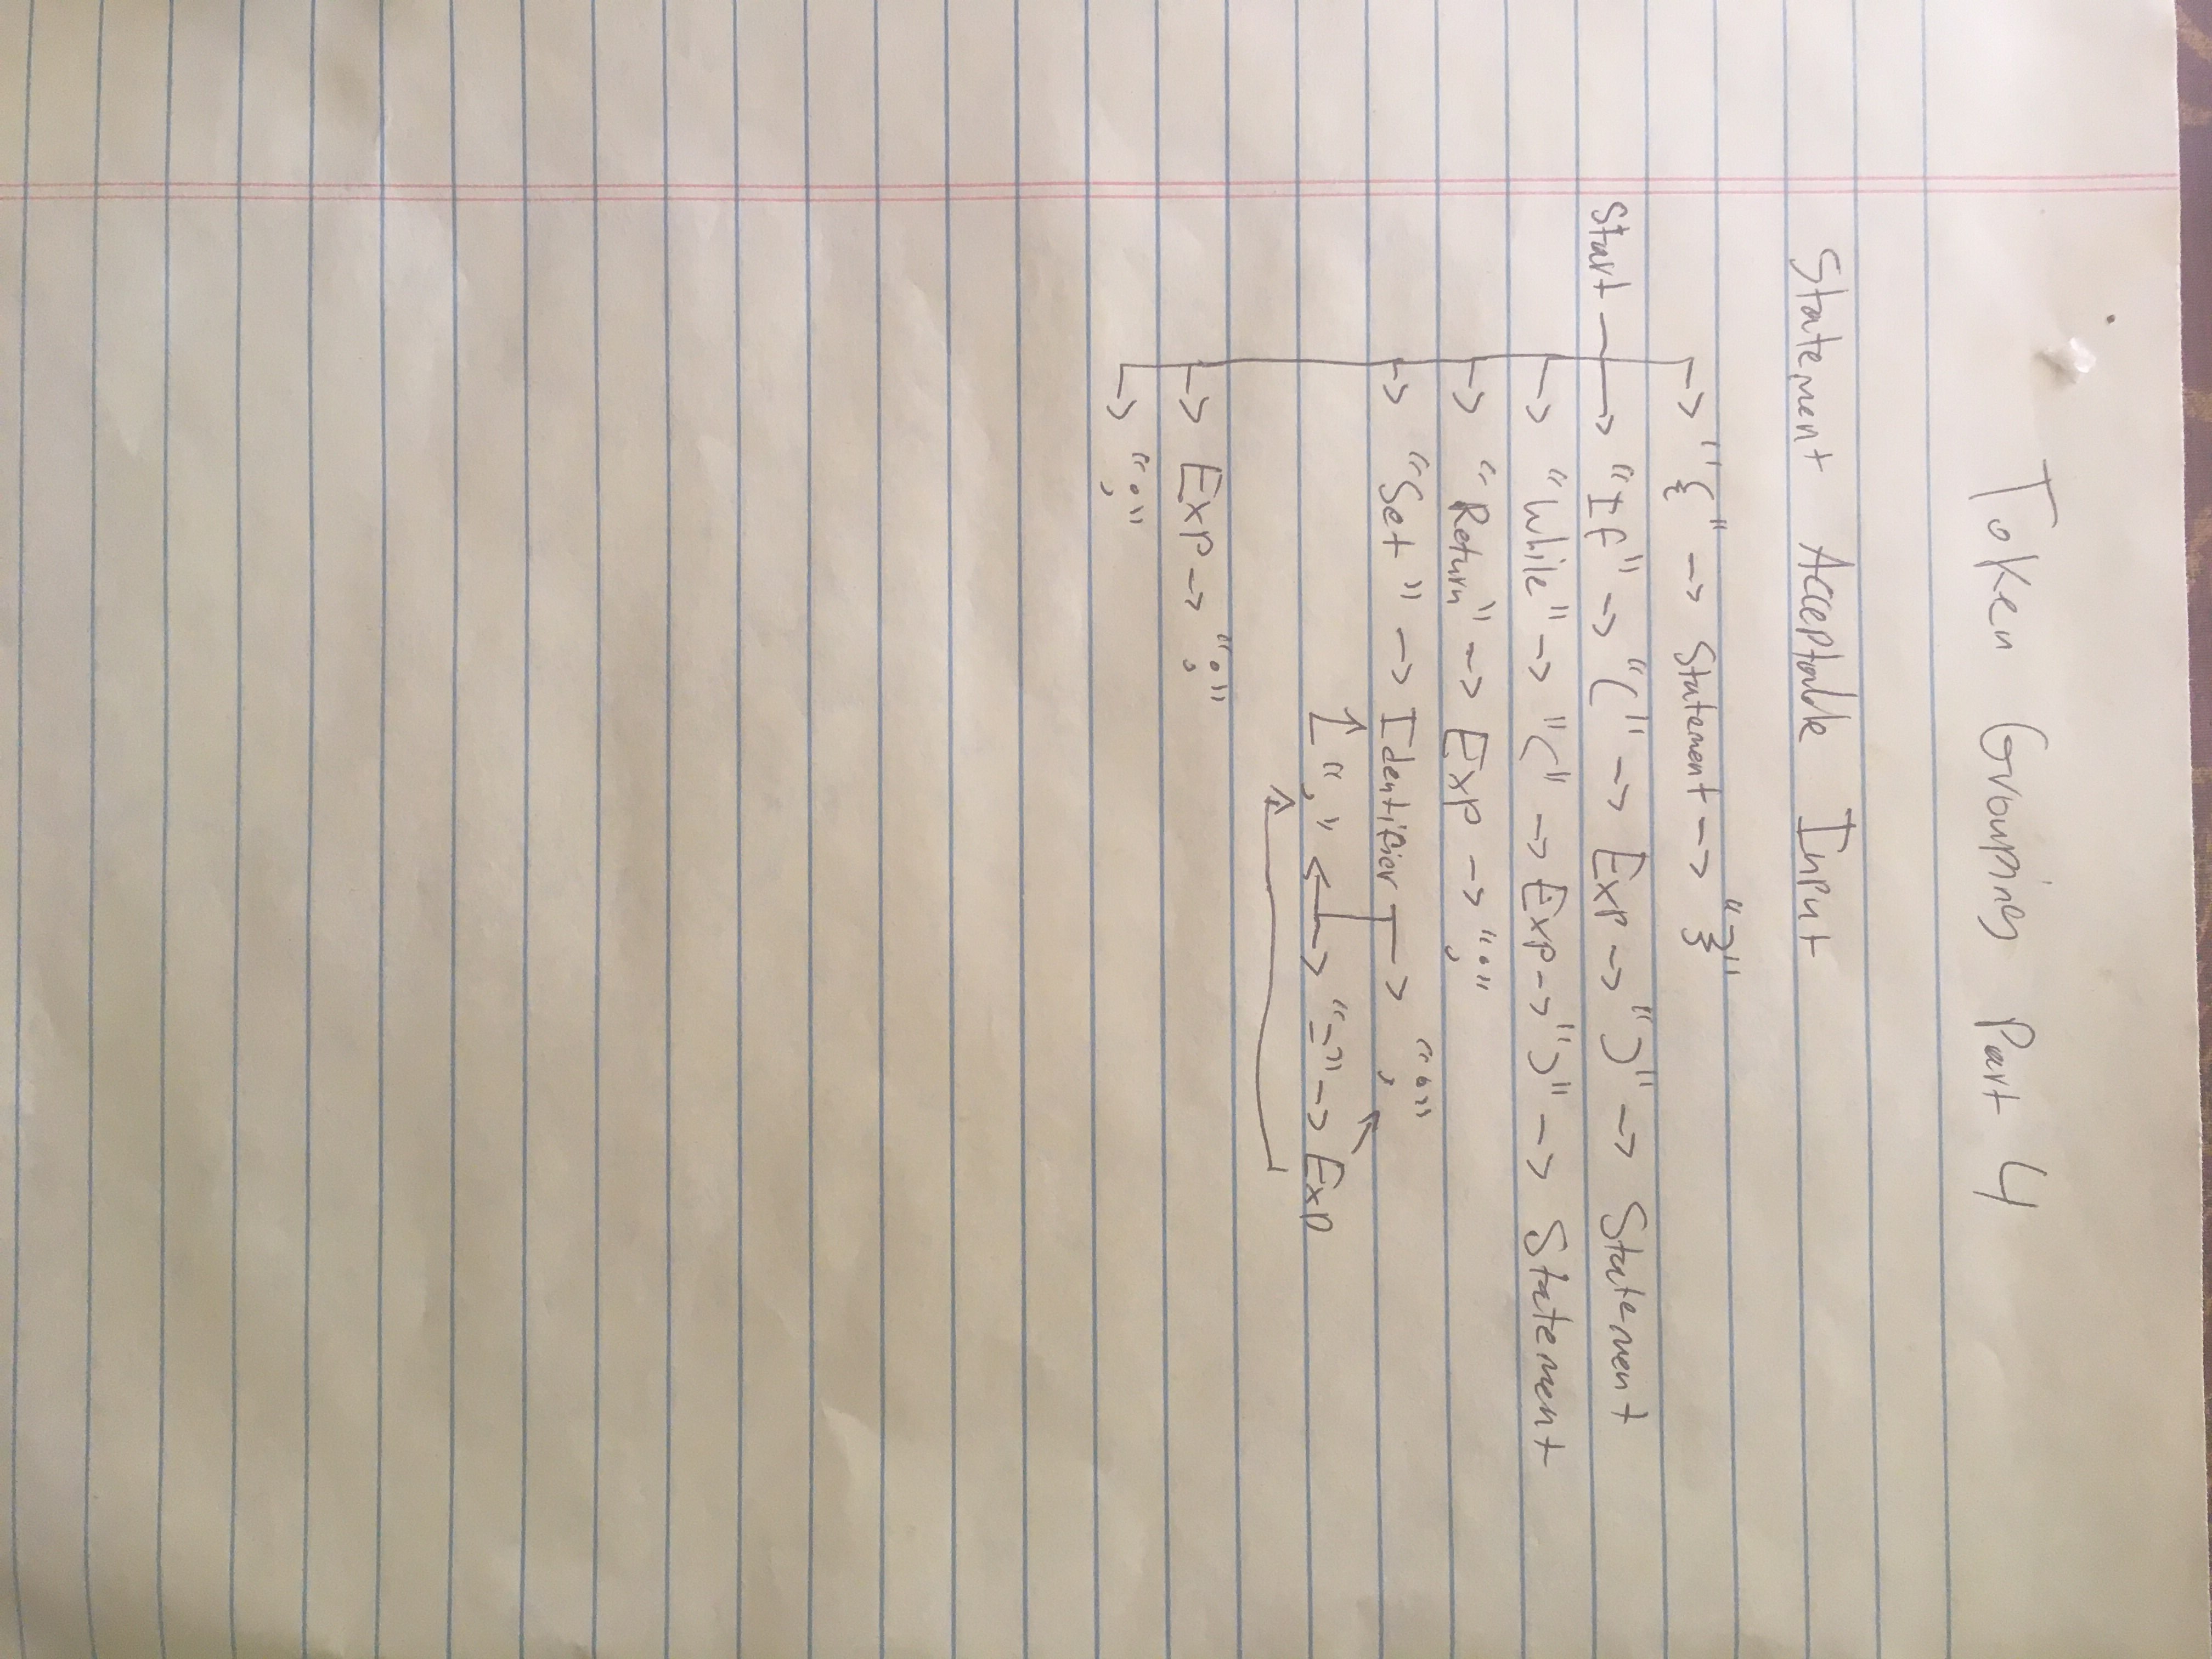 Token Grouping Part 4
Statement Acceptable Input
→ "{" → Statement → "}"
Start → "If" → "(" → Exp → ")" → Statement
→ "While" → "(" → Exp → ")" → Statement
→ "Return" → Exp → ";"
→ "Set" → Identifier → ";"
"," ← → "=" → Exp
→ Exp → ";"
→ ";"